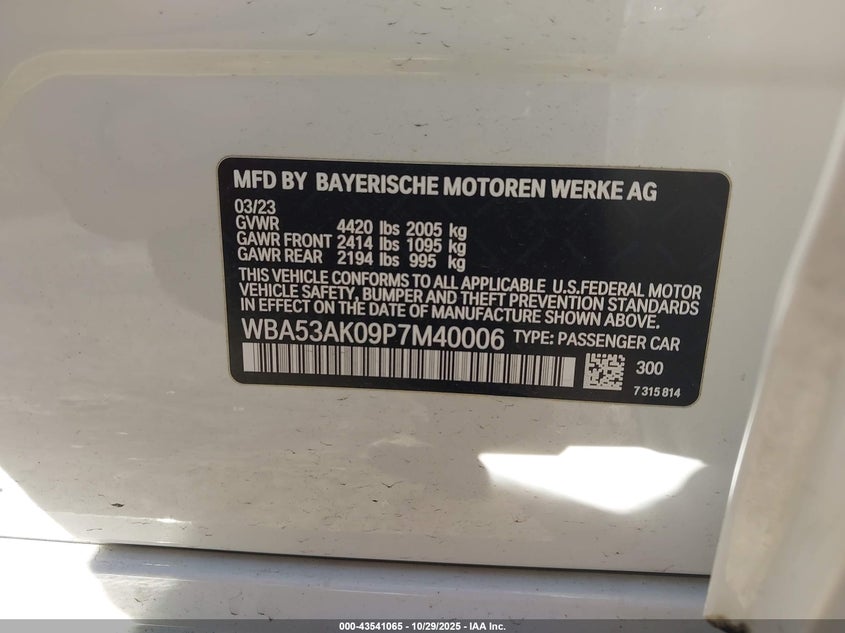 MFD BY BAYERISCHE MOTOREN WERKE AG
03/23
GVWR 4420 lbs 2005 kg
GAWR FRONT 2414 lbs 1095 kg
GAWR REAR 2194 lbs 995 kg
THIS VEHICLE CONFORMS TO ALL APPLICABLE U.S.FEDERAL MOTOR
VEHICLE SAFETY, BUMPER AND THEFT PREVENTION STANDARDS
IN EFFECT ON THE DATE OF MANUFACTURE SHOWN ABOVE.
WBA53AK09P7M40006 TYPE: PASSENGER CAR
300
7 315 814
000-43541065 - 10/29/2025 - IAA Inc.